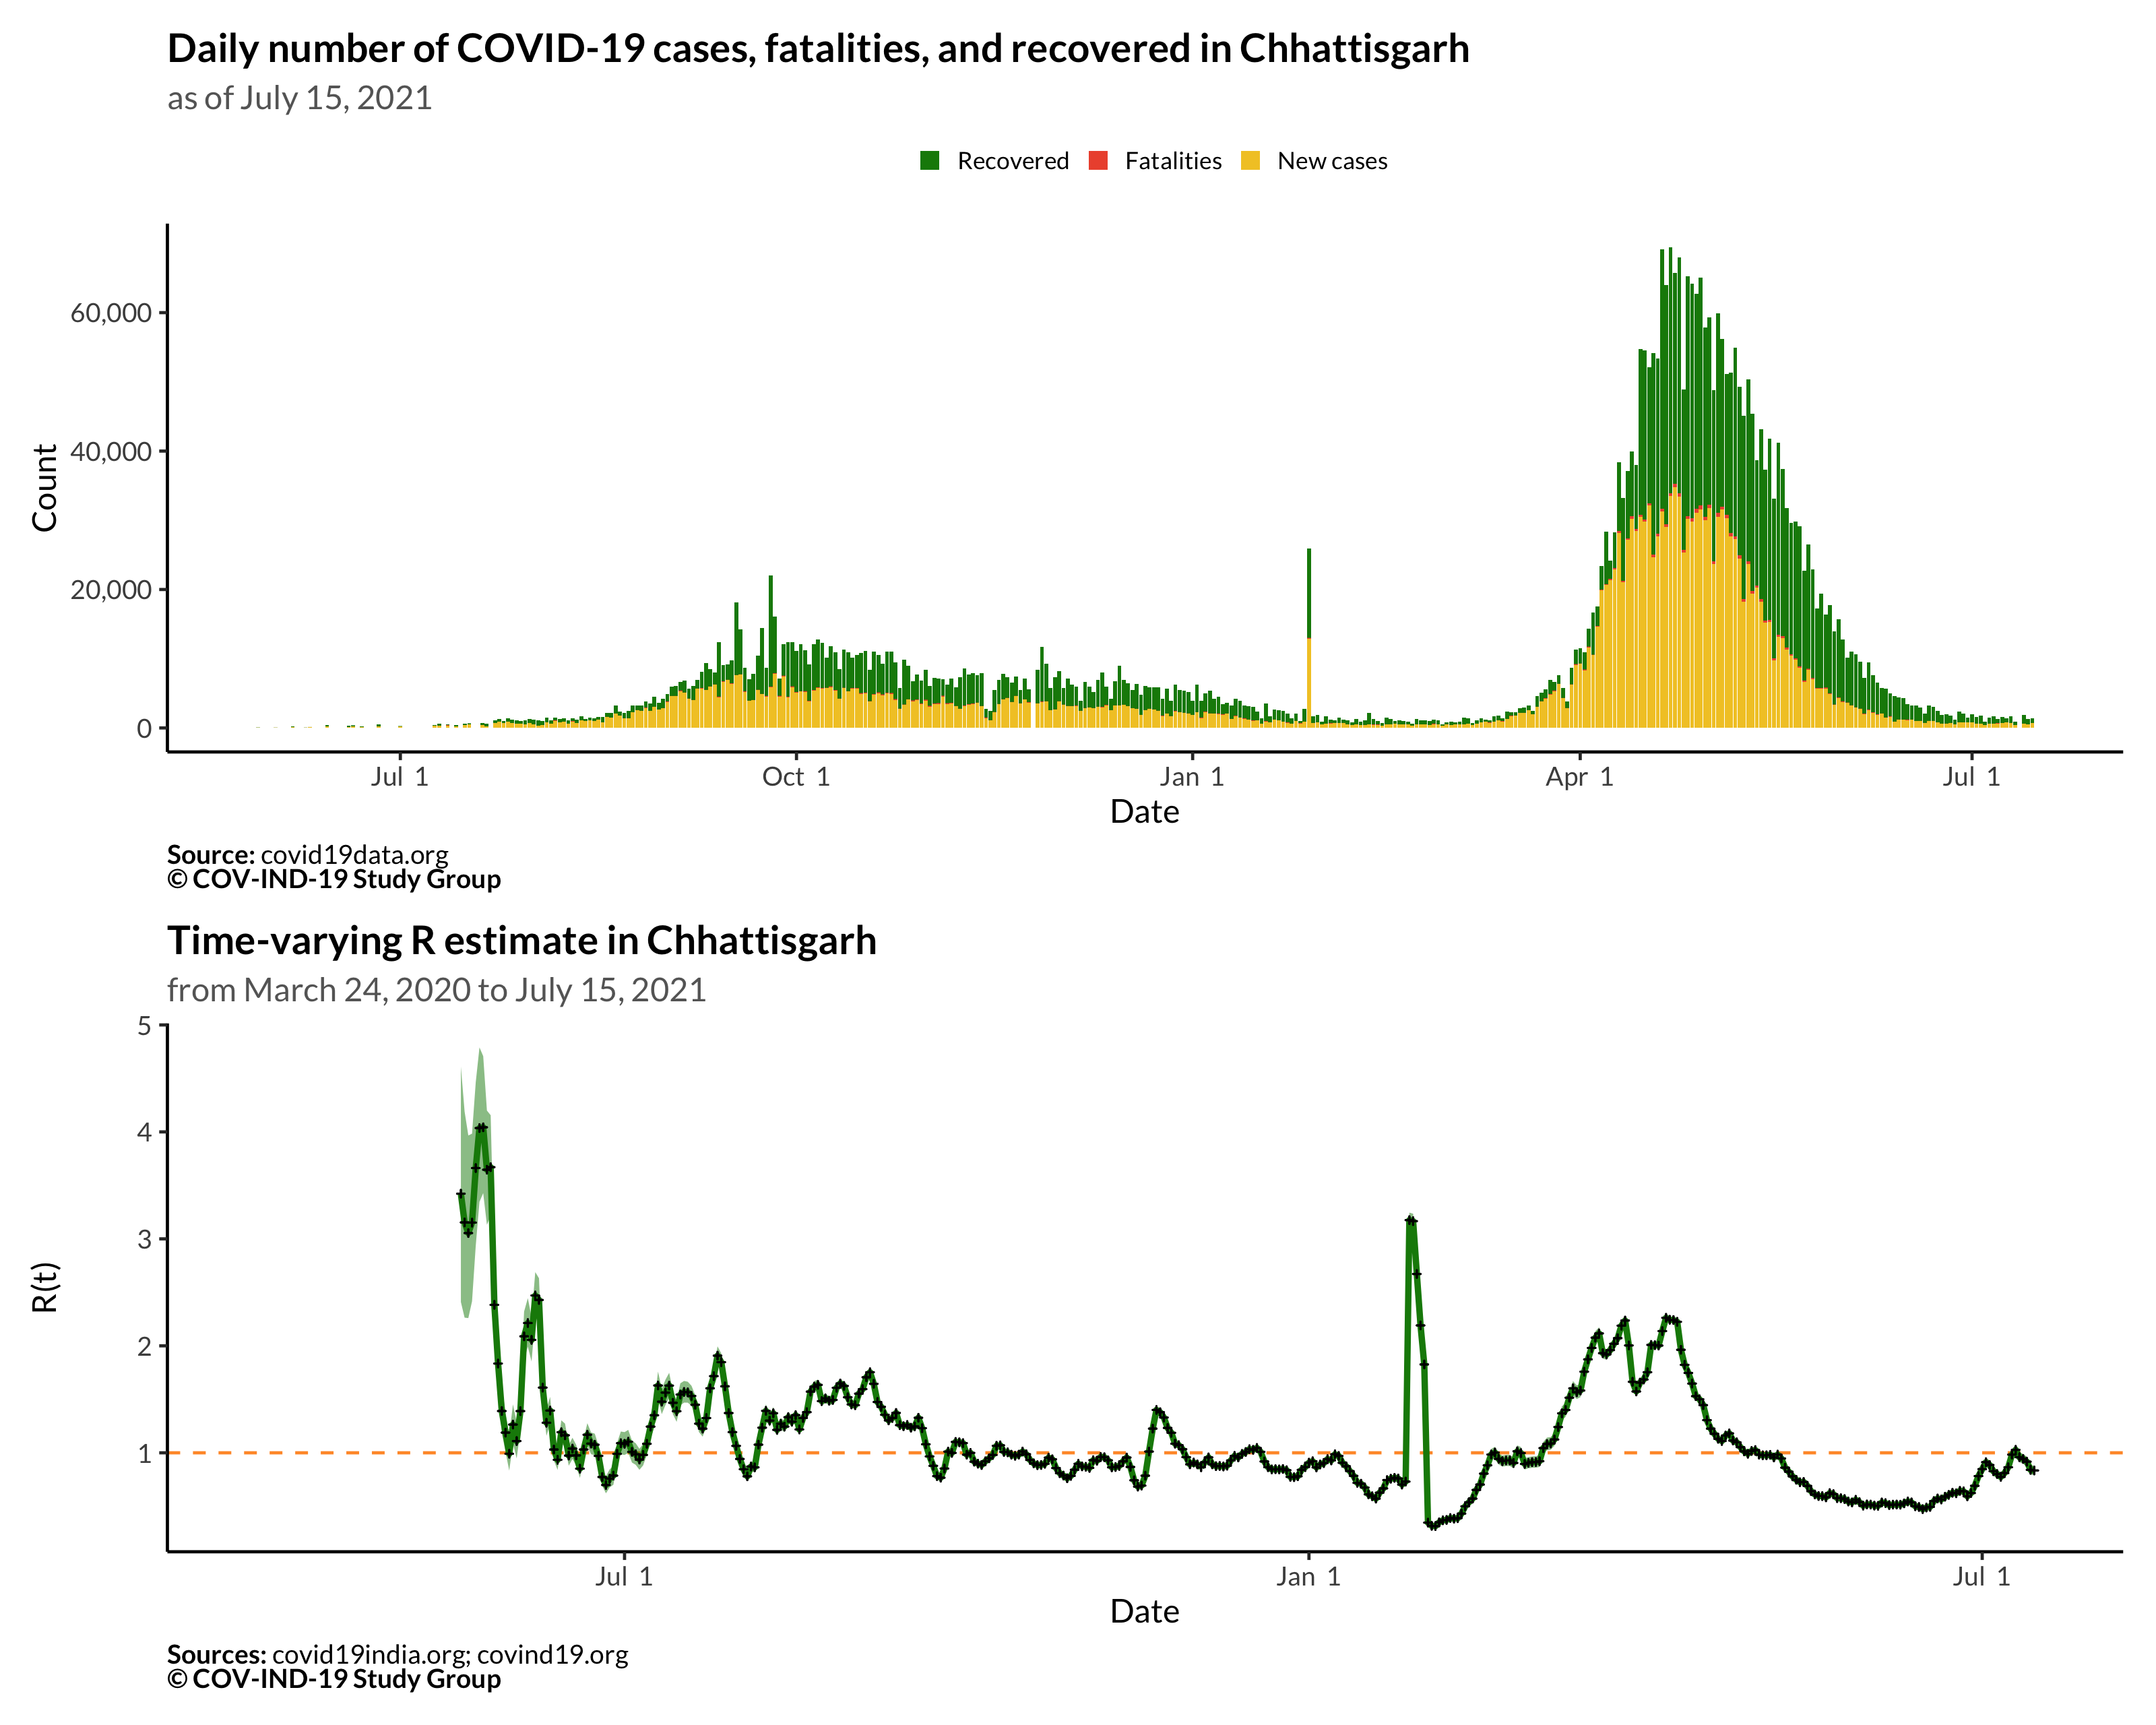 Daily number of COVID-19 cases, fatalities, and recovered in Chhattisgarh
as of July 15, 2021
Recovered Fatalities New cases
60,000
40,000
20,000
0
Count
Jul 1 Oct 1 Jan 1 Apr 1 Jul 1
Date
Source: covid19data.org
© COV-IND-19 Study Group
Time-varying R estimate in Chhattisgarh
from March 24, 2020 to July 15, 2021
5
4
3
2
1
R(t)
Jul 1 Jan 1 Jul 1
Date
Sources: covid19india.org; covind19.org
© COV-IND-19 Study Group